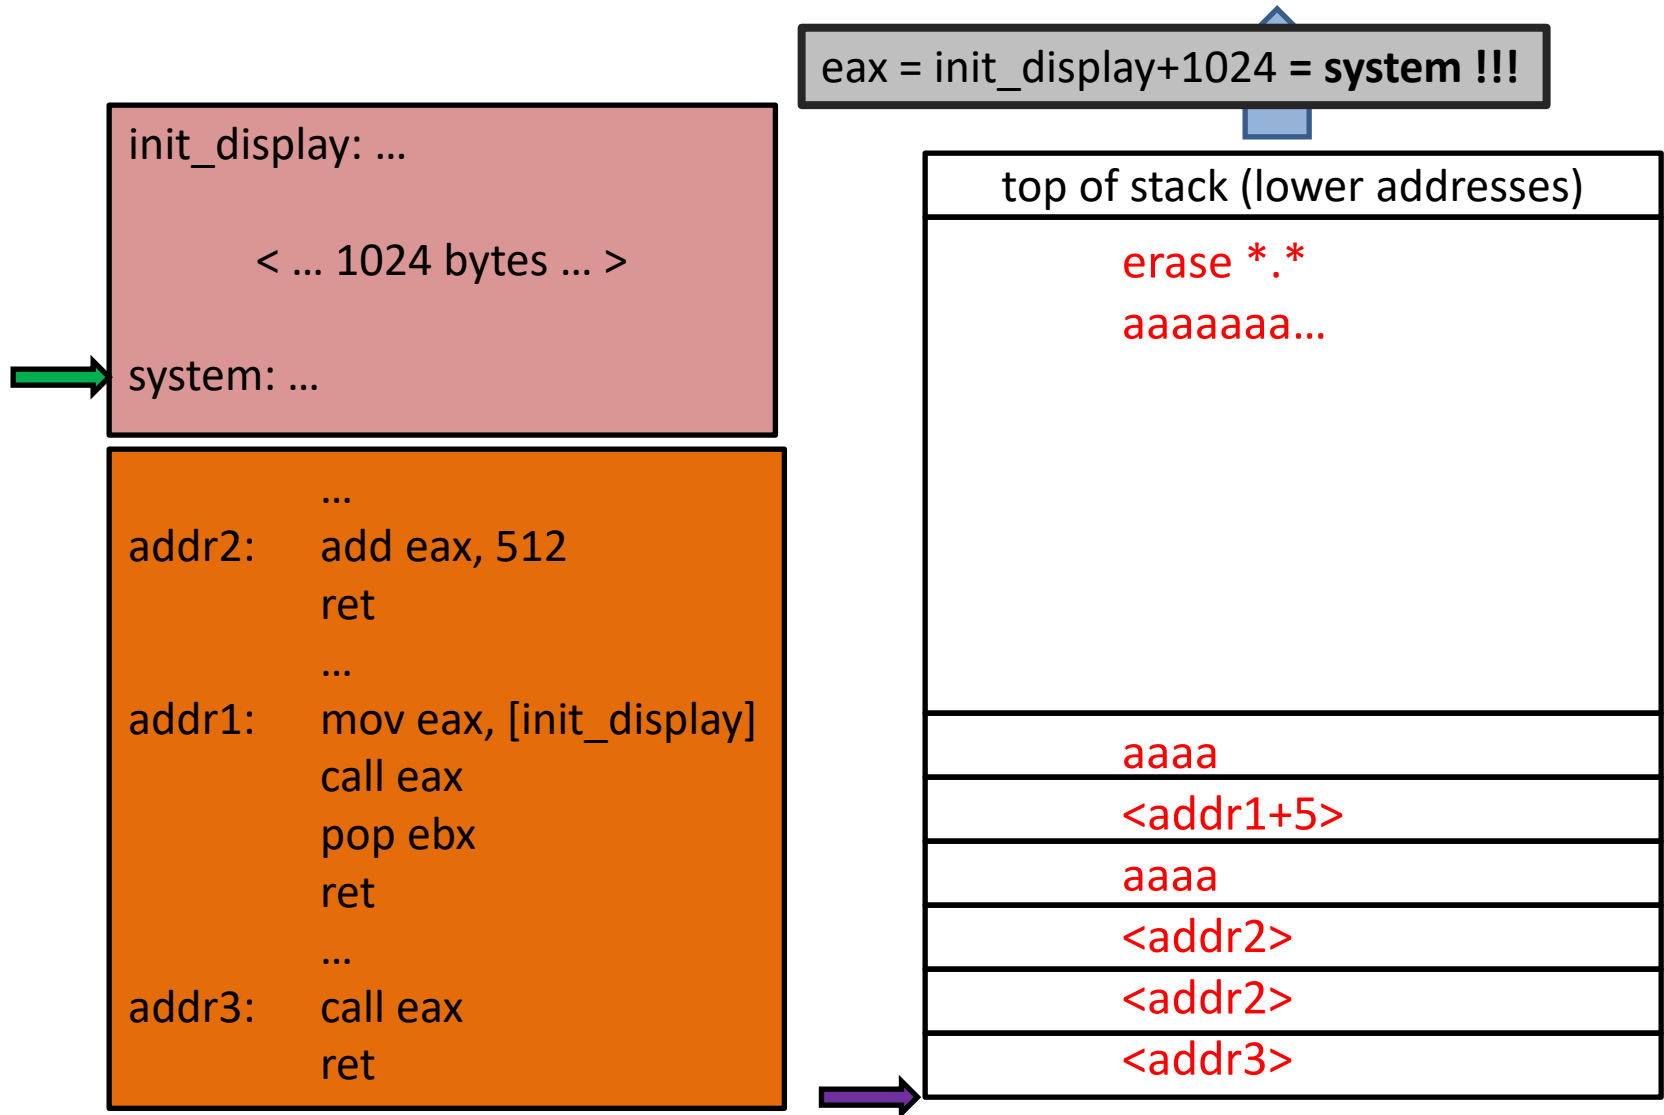 eax = init_display+1024 = system !!!
init_display: …
< … 1024 bytes … >
system: …
…
addr2: add eax, 512
ret
…
addr1: mov eax, [init_display]
call eax
pop ebx
ret
…
addr3: call eax
ret
top of stack (lower addresses)
erase *.*
aaaaaaa…
aaaa
<addr1+5>
aaaa
<addr2>
<addr2>
<addr3>